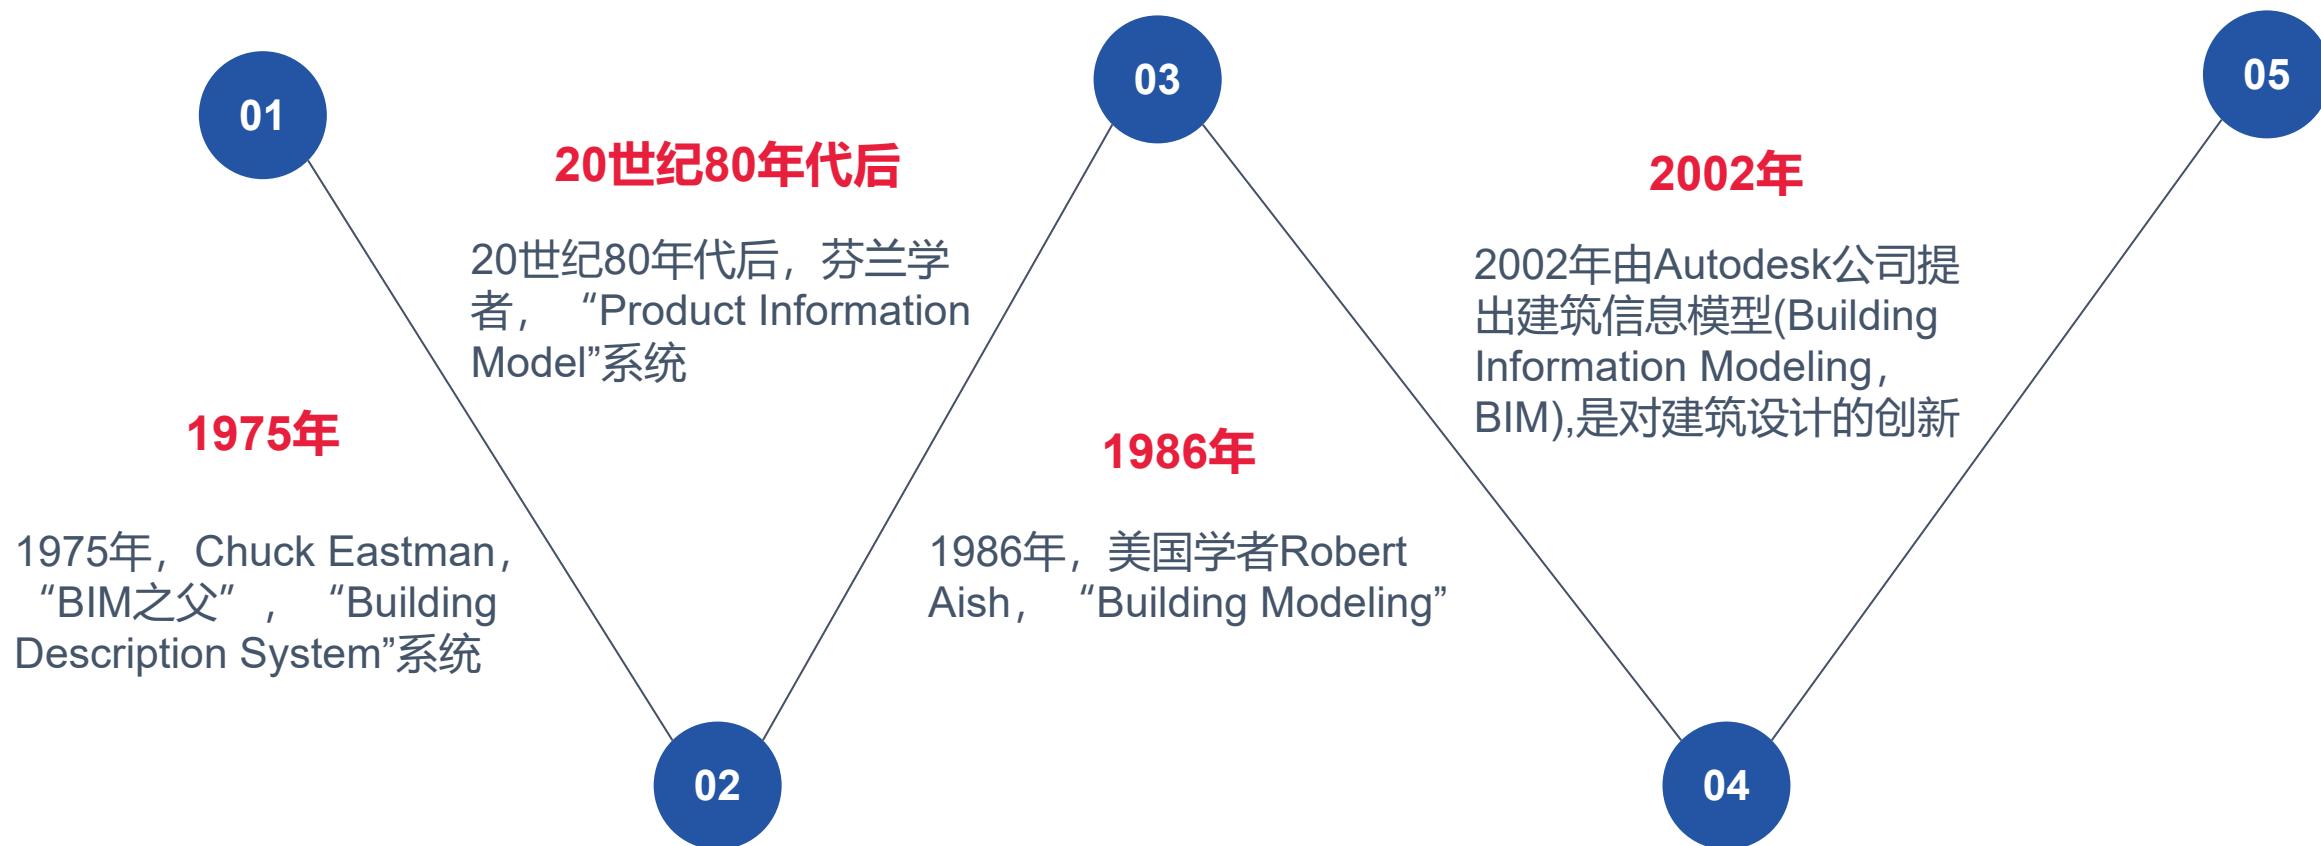 01
1975年
1975年，Chuck Eastman，
“BIM之父”，“Building
Description System”系统
02
20世纪80年代后
20世纪80年代后，芬兰学
者，“Product Information
Model”系统
03
1986年
1986年，美国学者Robert
Aish，“Building Modeling”
04
2002年
2002年由Autodesk公司提
出建筑信息模型(Building
Information Modeling，
BIM),是对建筑设计的创新
05